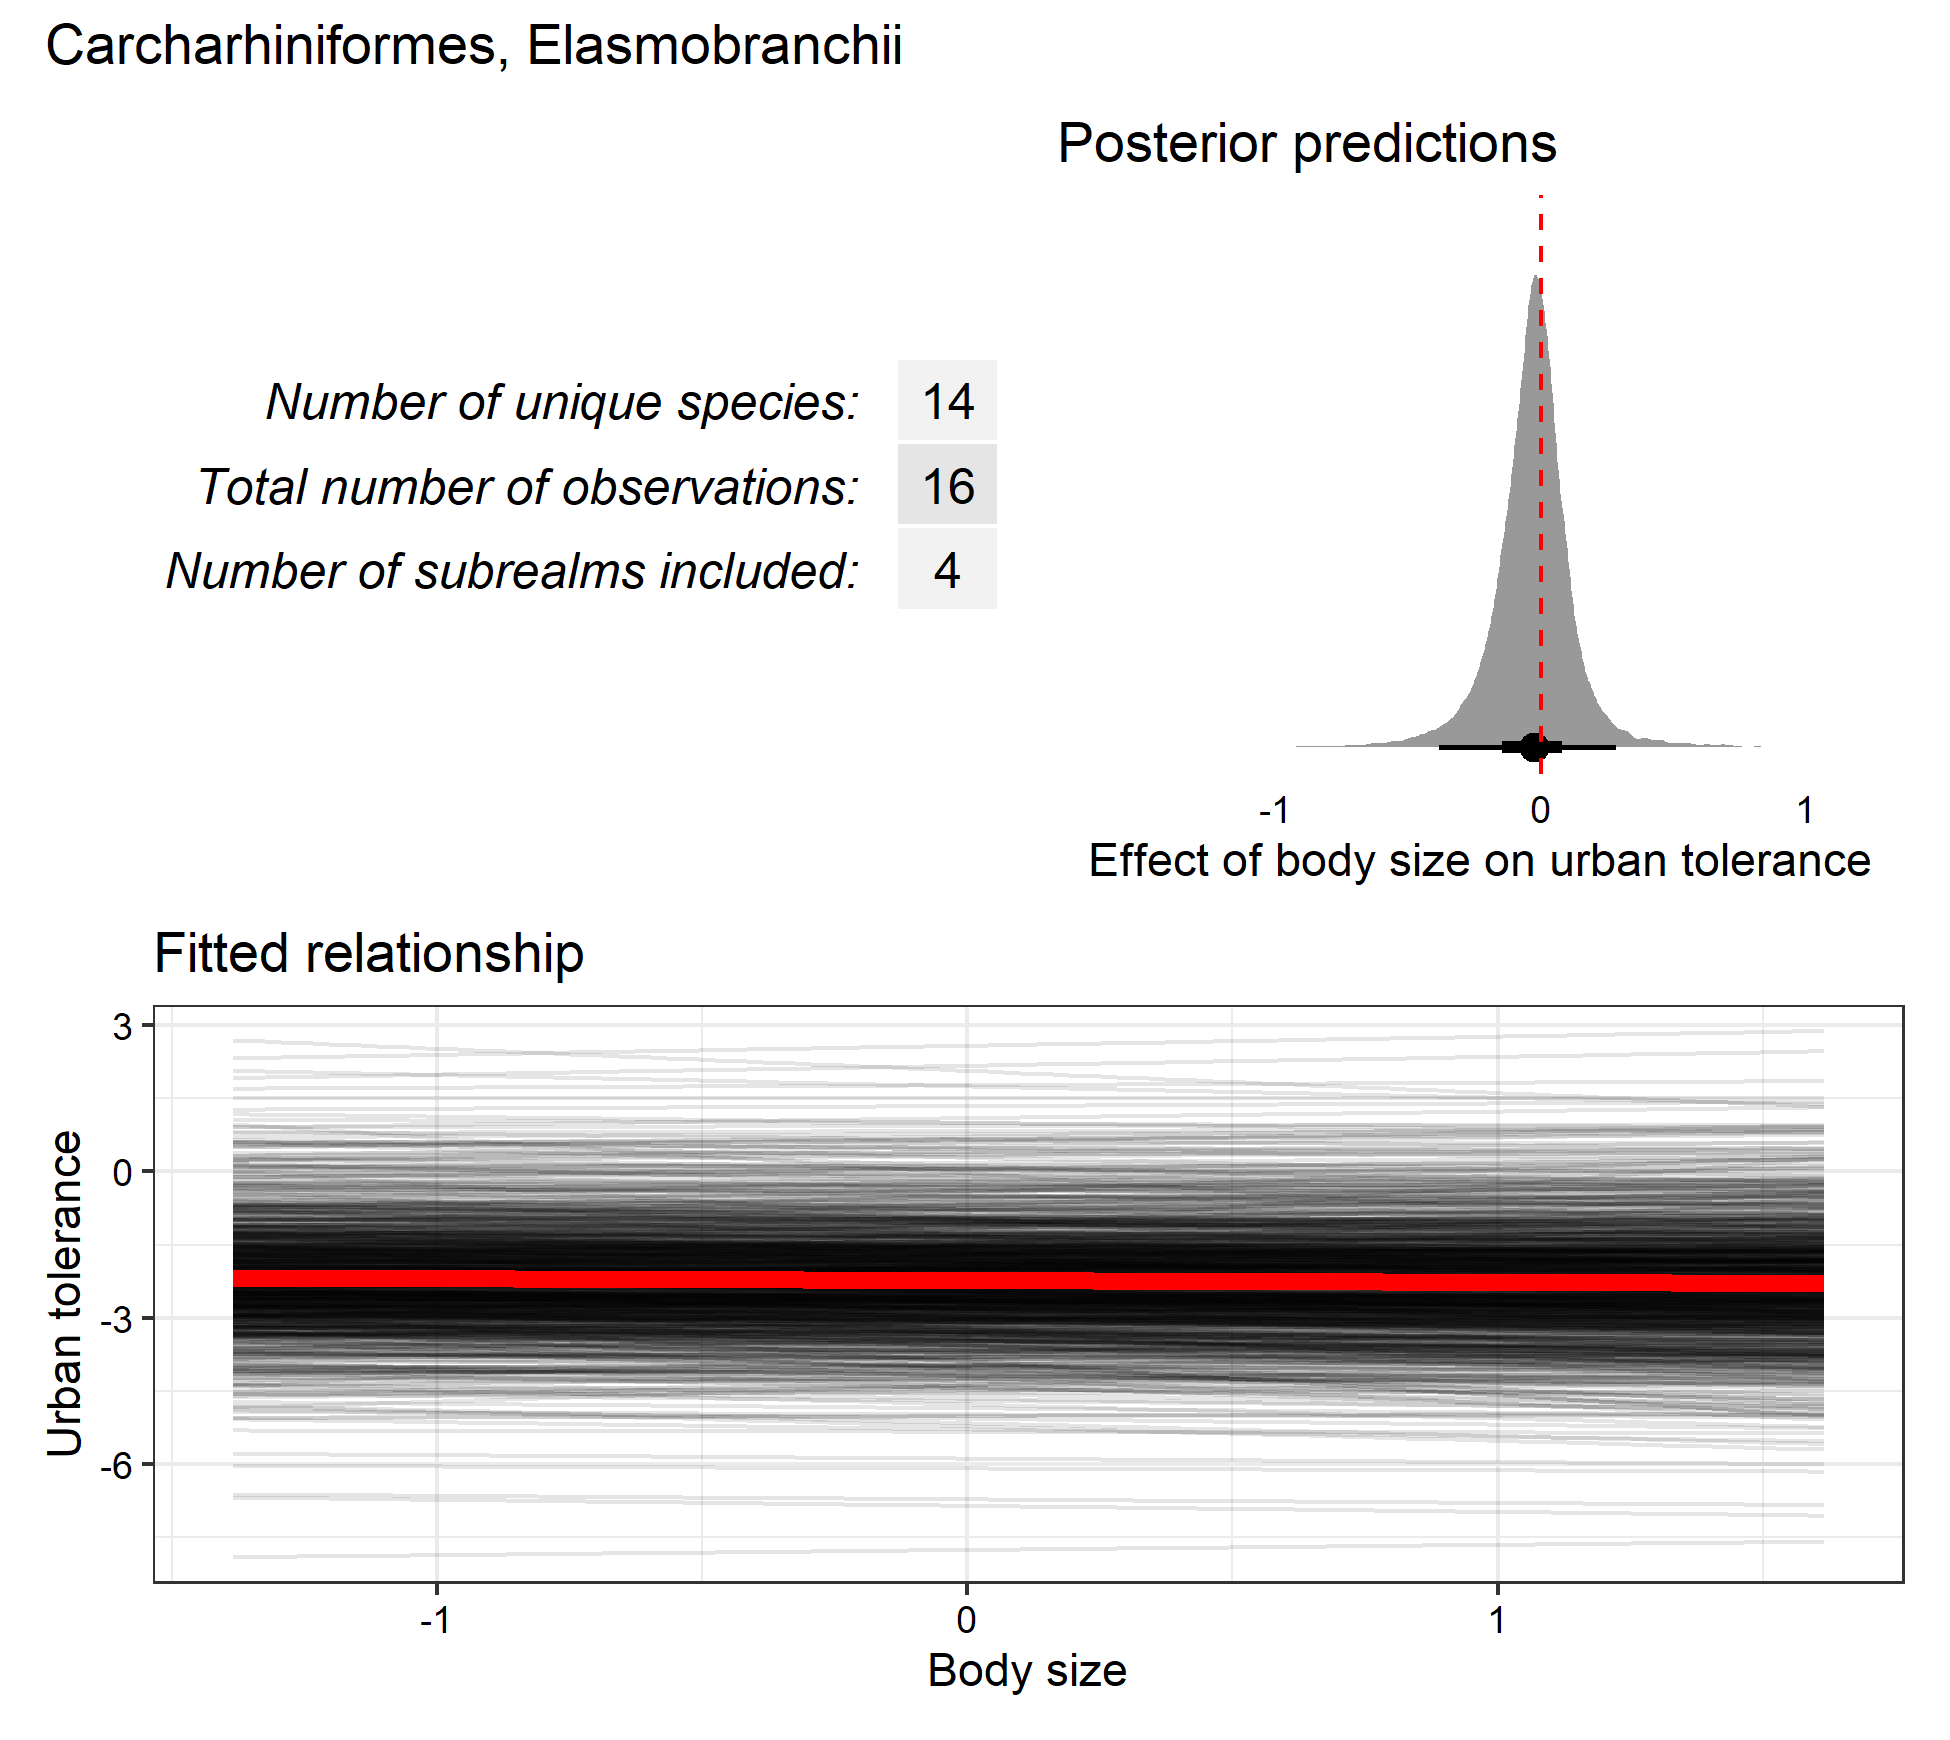 Carcharhiniformes, Elasmobranchii
Posterior predictions
Number of unique species: 14
Total number of observations: 16
Number of subrealms included: 4
-1 0 1
Effect of body size on urban tolerance
Fitted relationship
3
0
-3
-6
Urban tolerance
-1 0 1
Body size